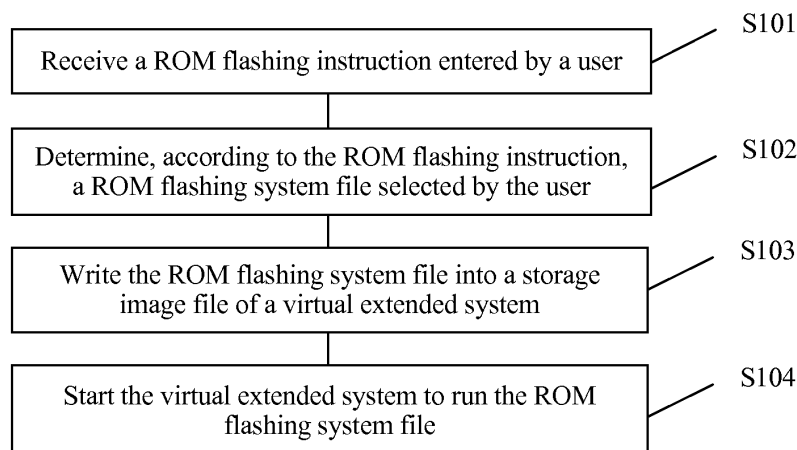 S101
Receive a ROM flashing instruction entered by a user
S102
Determine, according to the ROM flashing instruction,
a ROM flashing system file selected by the user
S103
Write the ROM flashing system file into a storage
image file of a virtual extended system
S104
Start the virtual extended system to run the ROM
flashing system file